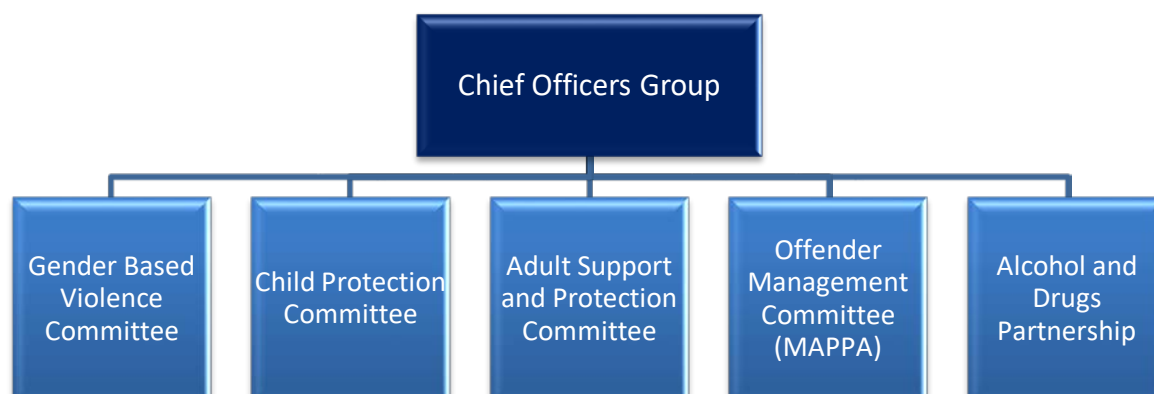 Chief Officers Group
Gender Based
Violence
Committee
Child Protection
Committee
Adult Support
and Protection
Committee
Offender
Management
Committee
(MAPPA)
Alcohol and
Drugs
Partnership